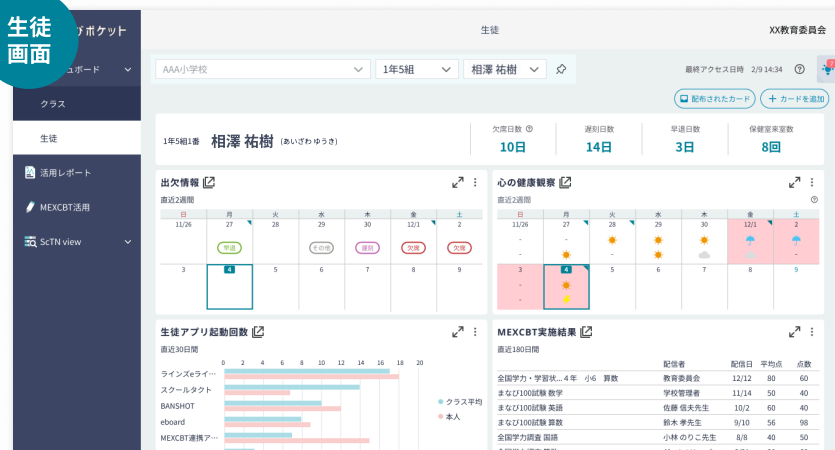 生徒
画面
びポケット
生徒
XX教育委員会
ュボード
AAA小学校
1年5組
相澤 祐樹
最終アクセス日時 2/9 14:34
クラス
配布されたカード
＋ カードを追加
生徒
1年5組1番 相澤 祐樹 (あいざわ ゆうき)
欠席日数 遅刻日数 早退日数 保健室来室数
10日 14日 3日 8回
活用レポート
MEXCBT活用
ScTN view
出欠情報
直近2週間
日 月 火 水 木 金 土
11/26 27 28 29 30 12/1 2
早退 その他 遅刻 欠席 欠席
3 4 5 6 7 8 9
心の健康観察
直近2週間
日 月 火 水 木 金 土
11/26 27 28 29 30 12/1 2
- -
- - -
3 4 5 6 7 8 9
-
-
生徒アプリ起動回数
直近30日間
0 2 4 6 8 10 12 14 16 18 20
ラインズeライ…
スクールタクト
BANSHOT
eboard
MEXCBT連携ア…
クラス平均
本人
MEXCBT実施結果
直近180日間
配信者 配信日 平均点 点数
全国学力・学習状... 4年 小6 算数 教育委員会 12/12 80 60
まなび100試験 数学 学校管理者 11/14 50 40
まなび100試験 英語 佐藤 信夫先生 10/2 60 40
まなび100試験 算数 鈴木 孝先生 9/10 56 98
全国学力調査 国語 小林 のりこ先生 8/8 40 50